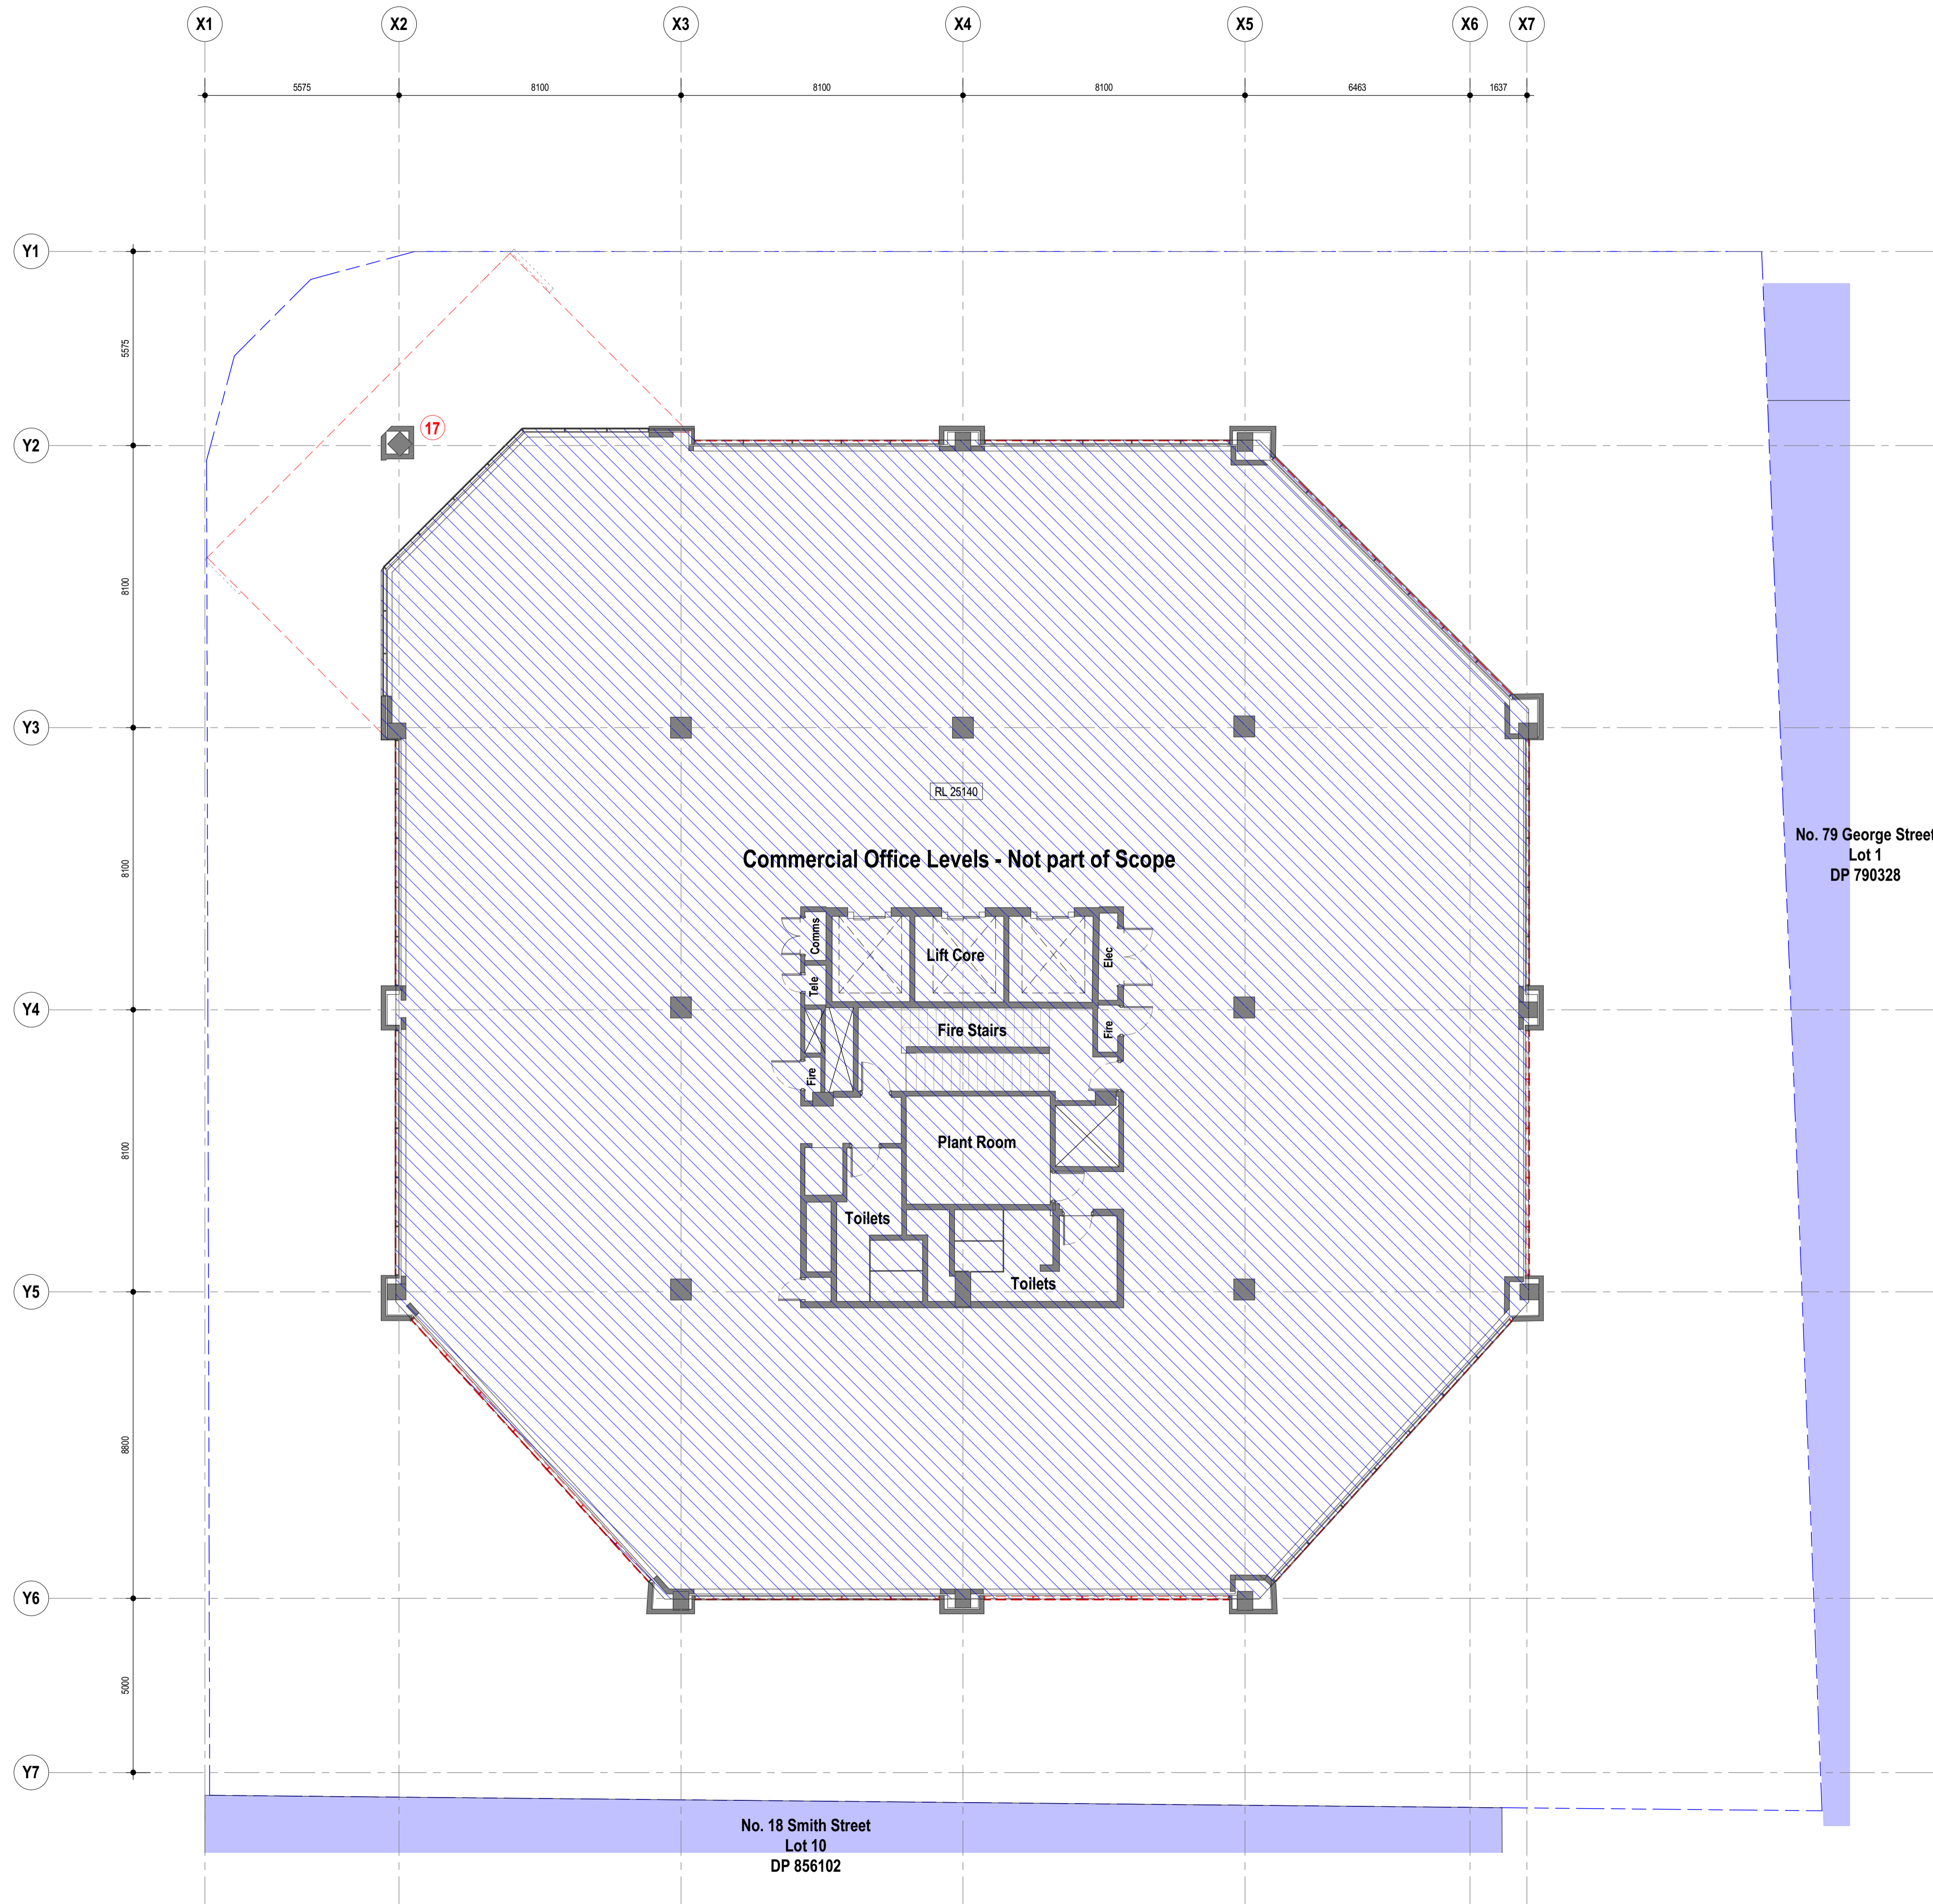 X1 X2 X3 X4 X5 X6 X7
5575 8100 8100 8100 6463 1637
Y1
5575
Y2
17
8100
Y3
RL 25140
No. 79 George Street
Lot 1
DP 790328
Commercial Office Levels - Not part of Scope
8100
Comms
Lift Core
Elec
Tele
Y4
Fire Stairs
Fire
Fire
8100
Plant Room
Toilets
Y5
Toilets
8800
Y6
5000
Y7
No. 18 Smith Street
Lot 10
DP 856102